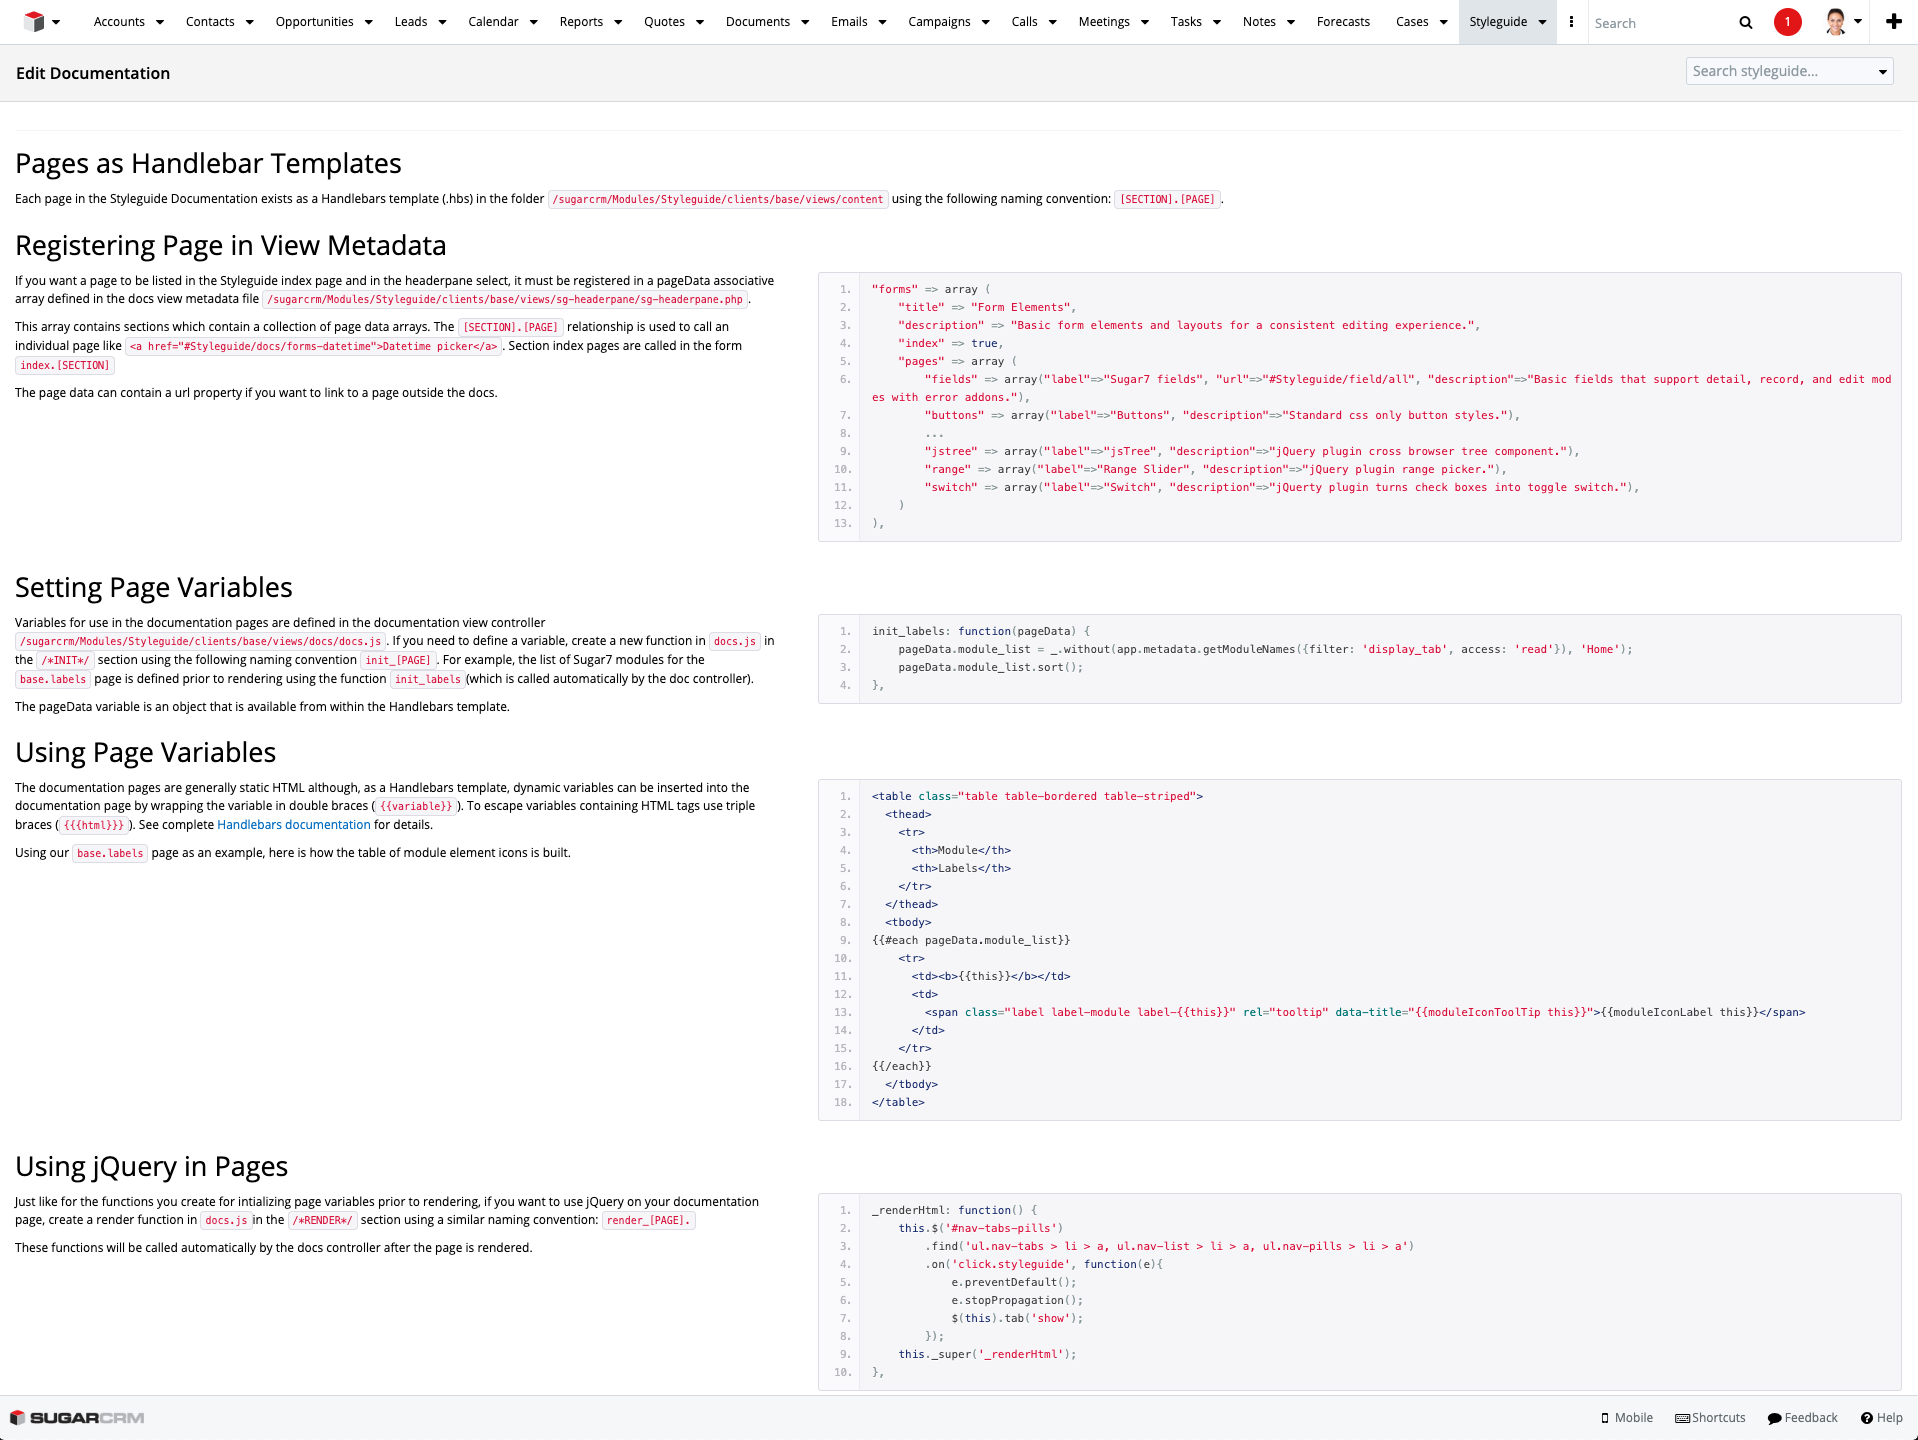 Accounts Contacts Opportunities Leads Calendar Reports Quotes Documents Emails Campaigns Calls Meetings Tasks Notes Forecasts Cases Styleguide Search 1
Edit Documentation
Search styleguide...
Pages as Handlebar Templates
Each page in the Styleguide Documentation exists as a Handlebars template (.hbs) in the folder /sugarcrm/Modules/Styleguide/clients/base/views/content using the following naming convention: [SECTION].[PAGE].
Registering Page in View Metadata
If you want a page to be listed in the Styleguide index page and in the headerpane select, it must be registered in a pageData associative
array defined in the docs view metadata file /sugarcrm/Modules/Styleguide/clients/base/views/sg-headerpane/sg-headerpane.php.
This array contains sections which contain a collection of page data arrays. The [SECTION].[PAGE] relationship is used to call an
individual page like <a href="#Styleguide/docs/forms-datetime">Datetime picker</a>. Section index pages are called in the form
index.[SECTION]
The page data can contain a url property if you want to link to a page outside the docs.
1. "forms" => array (
2. "title" => "Form Elements",
3. "description" => "Basic form elements and layouts for a consistent editing experience.",
4. "index" => true,
5. "pages" => array (
6. "fields" => array("label"=>"Sugar7 fields", "url"=>"#Styleguide/field/all", "description"=>"Basic fields that support detail, record, and edit mod
es with error addons."),
7. "buttons" => array("label"=>"Buttons", "description"=>"Standard css only button styles."),
8. ...
9. "jstree" => array("label"=>"jsTree", "description"=>"jQuery plugin cross browser tree component."),
10. "range" => array("label"=>"Range Slider", "description"=>"jQuery plugin range picker."),
11. "switch" => array("label"=>"Switch", "description"=>"jQuerty plugin turns check boxes into toggle switch."),
12. )
13. ),
Setting Page Variables
Variables for use in the documentation pages are defined in the documentation view controller
/sugarcrm/Modules/Styleguide/clients/base/views/docs/docs.js. If you need to define a variable, create a new function in docs.js in
the /*INIT*/ section using the following naming convention init_[PAGE]. For example, the list of Sugar7 modules for the
base.labels page is defined prior to rendering using the function init_labels (which is called automatically by the doc controller).
The pageData variable is an object that is available from within the Handlebars template.
1. init_labels: function(pageData) {
2. pageData.module_list = _.without(app.metadata.getModuleNames({filter: 'display_tab', access: 'read'}), 'Home');
3. pageData.module_list.sort();
4. },
Using Page Variables
The documentation pages are generally static HTML although, as a Handlebars template, dynamic variables can be inserted into the
documentation page by wrapping the variable in double braces ({{variable}}). To escape variables containing HTML tags use triple
braces ({{{html}}}). See complete Handlebars documentation for details.
Using our base.labels page as an example, here is how the table of module element icons is built.
1. <table class="table table-bordered table-striped">
2. <thead>
3. <tr>
4. <th>Module</th>
5. <th>Labels</th>
6. </tr>
7. </thead>
8. <tbody>
9. {{#each pageData.module_list}}
10. <tr>
11. <td><b>{{this}}</b></td>
12. <td>
13. <span class="label label-module label-{{this}}" rel="tooltip" data-title="{{moduleIconToolTip this}}">{{moduleIconLabel this}}</span>
14. </td>
15. </tr>
16. {{/each}}
17. </tbody>
18. </table>
Using jQuery in Pages
Just like for the functions you create for intializing page variables prior to rendering, if you want to use jQuery on your documentation
page, create a render function in docs.js in the /*RENDER*/ section using a similar naming convention: render_[PAGE].
These functions will be called automatically by the docs controller after the page is rendered.
1. _renderHtml: function() {
2. this.$('#nav-tabs-pills')
3. .find('ul.nav-tabs > li > a, ul.nav-list > li > a, ul.nav-pills > li > a')
4. .on('click.styleguide', function(e){
5. e.preventDefault();
6. e.stopPropagation();
7. $(this).tab('show');
8. });
9. this._super('_renderHtml');
10. },
SUGARCRM Mobile Shortcuts Feedback Help